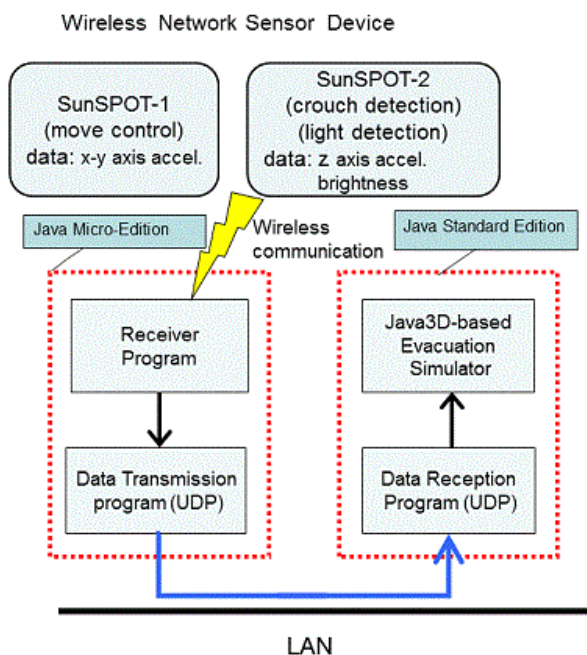 Wireless Network Sensor Device
SunSPOT-1
(move control)
data: x-y axis accel.
SunSPOT-2
(crouch detection)
(light detection)
data: z axis accel.
brightness
Java Micro-Edition
Wireless
communication
Java Standard Edition
Receiver
Program
Java3D-based
Evacuation
Simulator
Data Transmission
program (UDP)
Data Reception
Program (UDP)
LAN